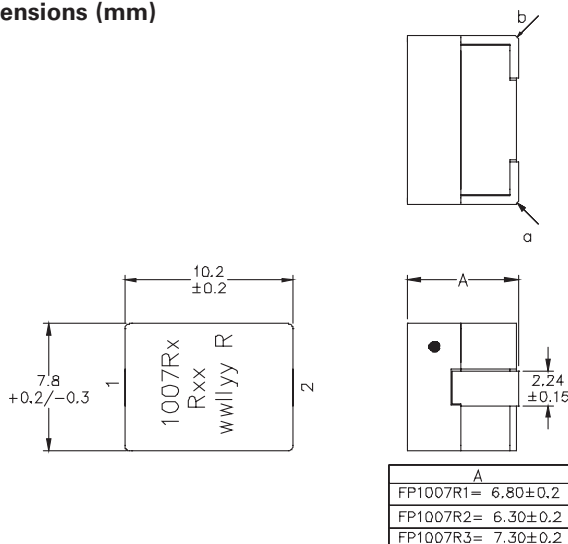 ensions (mm)
b
a
10.2
±0.2
A
7.8
+0.2/-0.3
1
1007Rx
Rxx
wwllyy R
2
2.24
±0.15
A
FP1007R1= 6.80±0.2
FP1007R2= 6.30±0.2
FP1007R3= 7.30±0.2